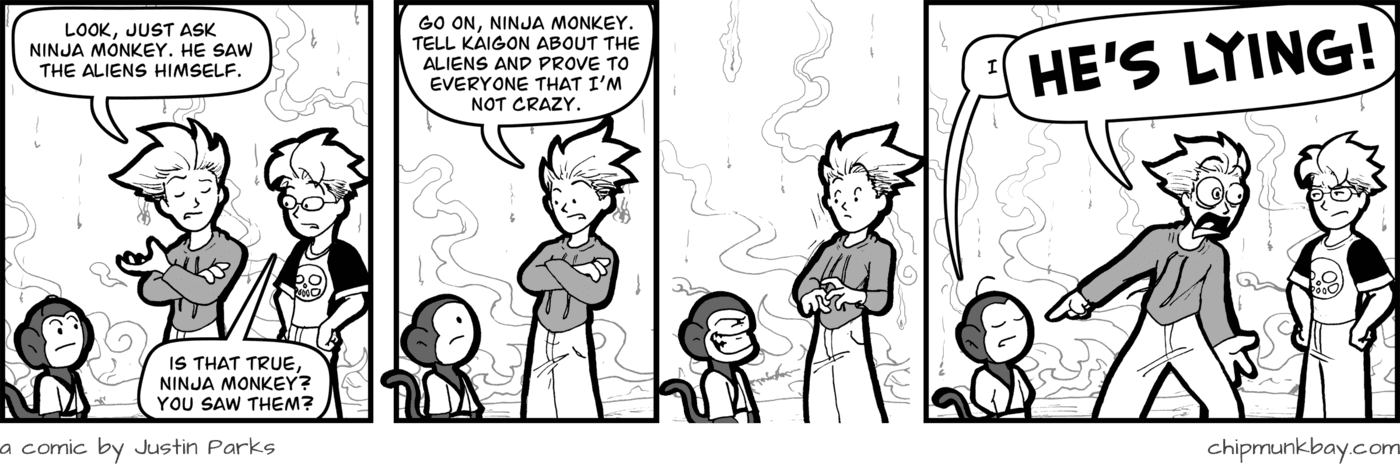 LOOK, JUST ASK
NINJA MONKEY. HE SAW
THE ALIENS HIMSELF.
IS THAT TRUE,
NINJA MONKEY?
YOU SAW THEM?
GO ON, NINJA MONKEY.
TELL KAIGON ABOUT THE
ALIENS AND PROVE TO
EVERYONE THAT I'M
NOT CRAZY.
I
HE'S LYING!
a comic by Justin Parks
chipmunkbay.com